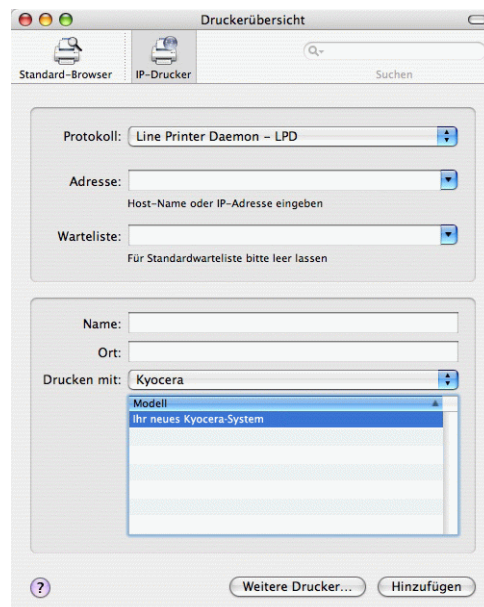 Druckerübersicht
Standard-Browser
IP-Drucker
Suchen
Protokoll: Line Printer Daemon – LPD
Adresse:
Host-Name oder IP-Adresse eingeben
Warteliste:
Für Standardwarteliste bitte leer lassen
Name:
Ort:
Drucken mit: Kyocera
Modell
Ihr neues Kyocera-System
?
Weitere Drucker...
Hinzufügen